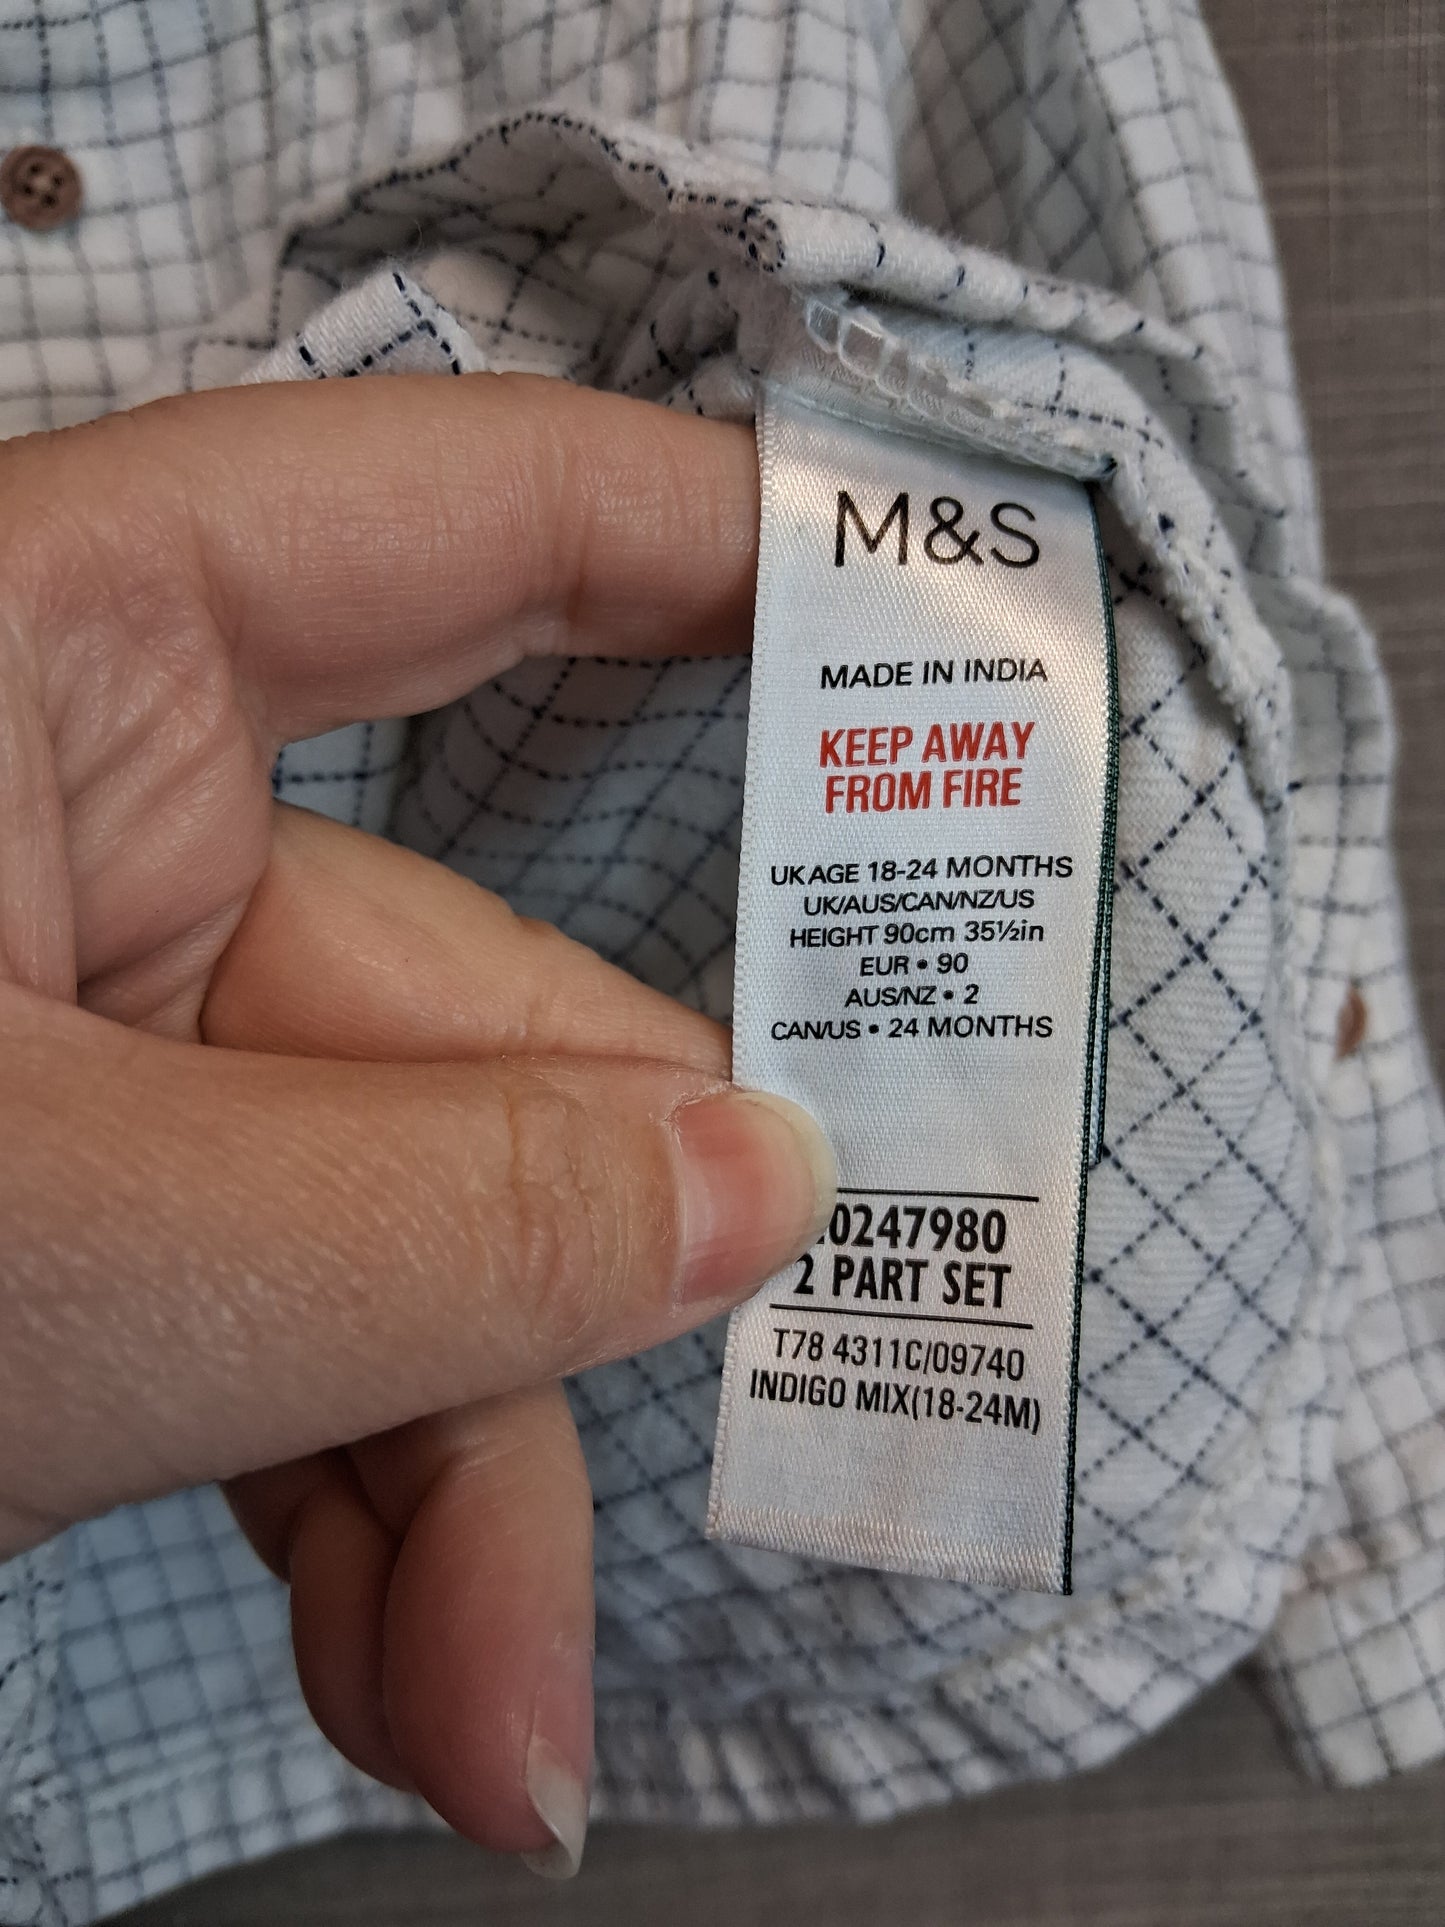 M&S
MADE IN INDIA
KEEP AWAY
FROM FIRE
UK AGE 18-24 MONTHS
UK/AUS/CAN/NZ/US
HEIGHT 90cm 35½in
EUR • 90
AUS/NZ • 2
CAN/US • 24 MONTHS
0247980
2 PART SET
T78 4311C/09740
INDIGO MIX(18-24M)